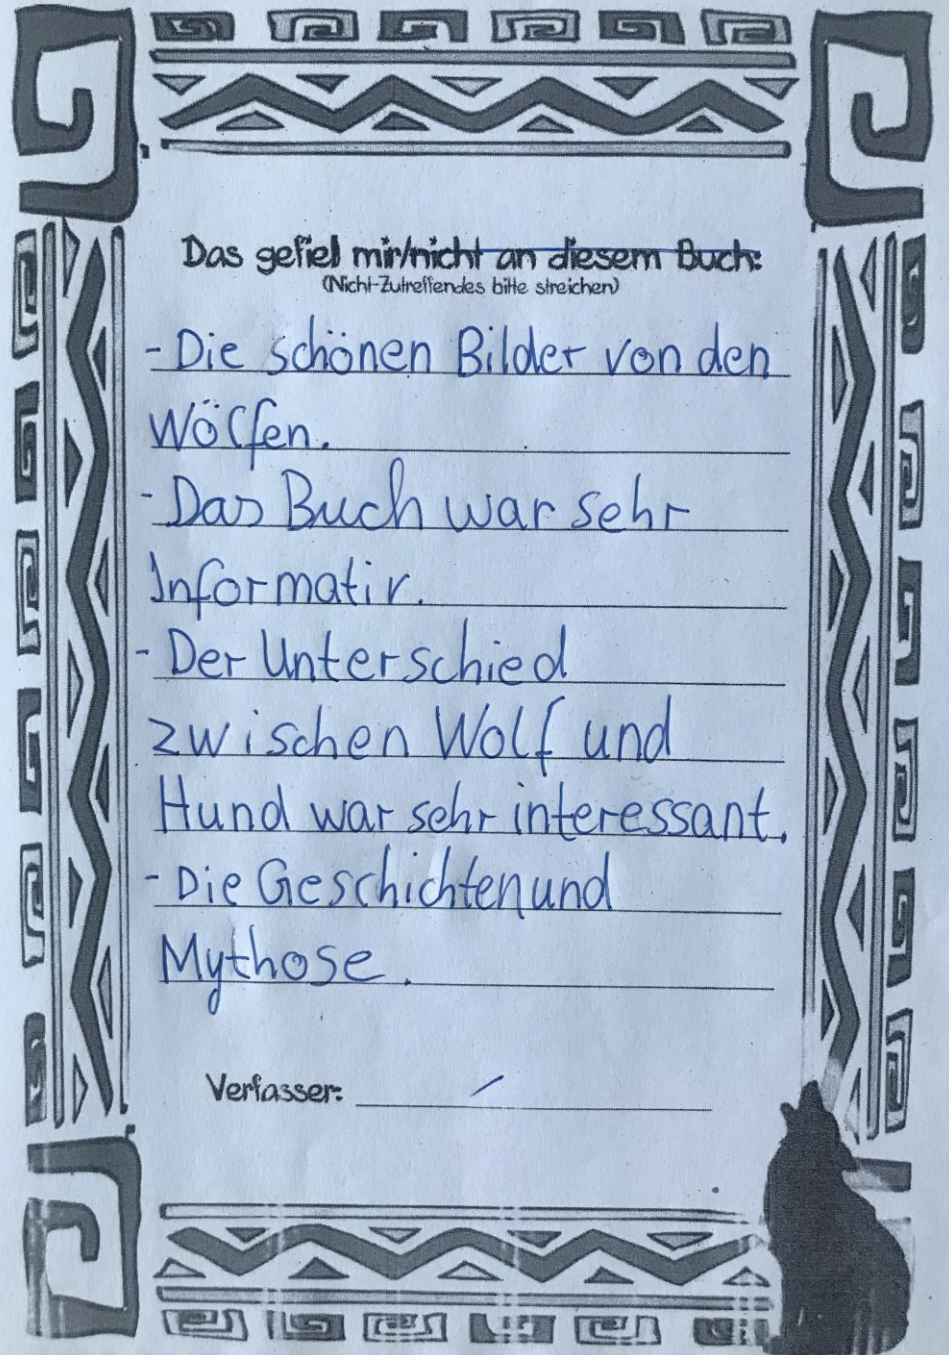 Das gefiel mir/nicht an diesem Buch:
(Nicht-Zutreffendes bitte streichen)
- Die schönen Bilder von den
Wölfen.
- Das Buch war sehr
Informativ.
- Der Unterschied
zwischen Wolf und
Hund war sehr interessant.
- Die Geschichten und
Mythose.
Verfasser: /